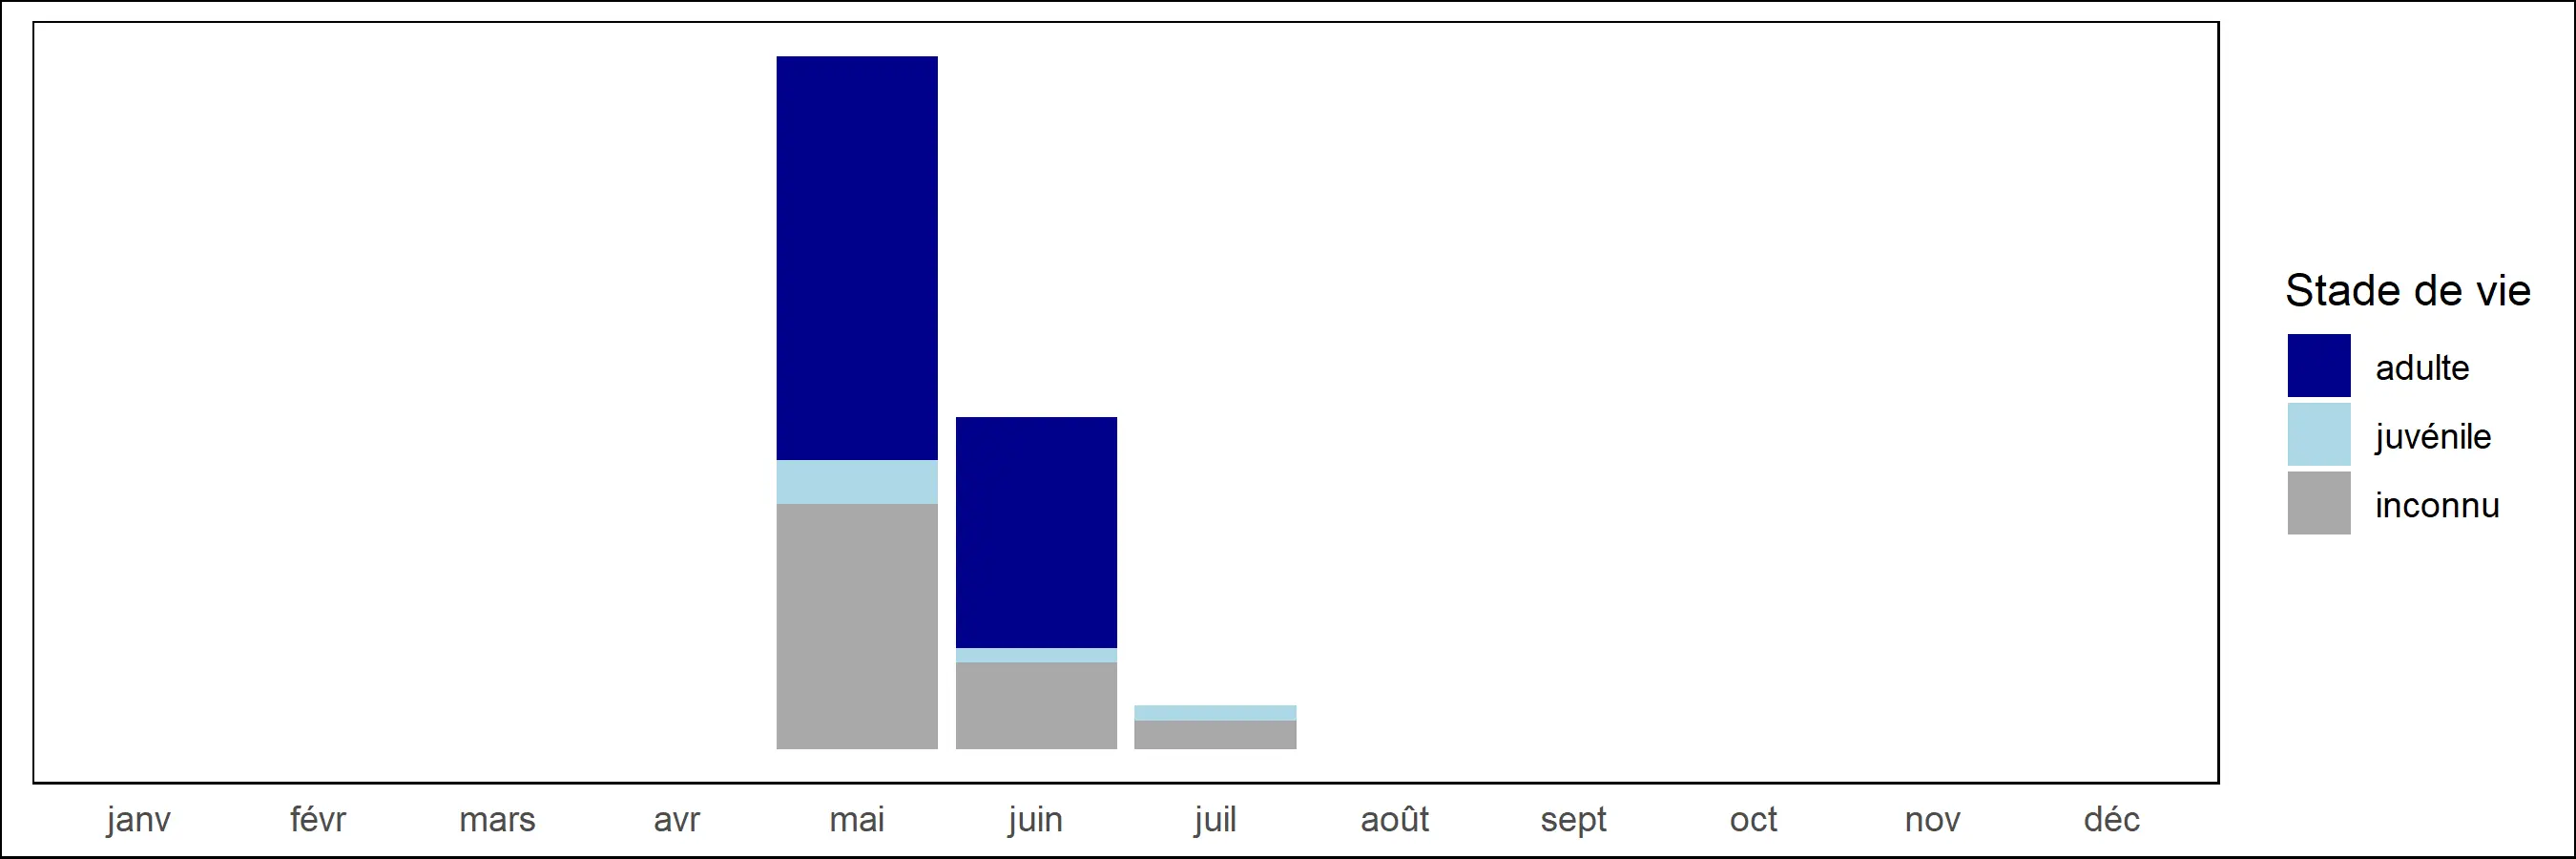 Stade de vie
adulte
juvénile
inconnu
janv févr mars avr mai juin juil août sept oct nov déc